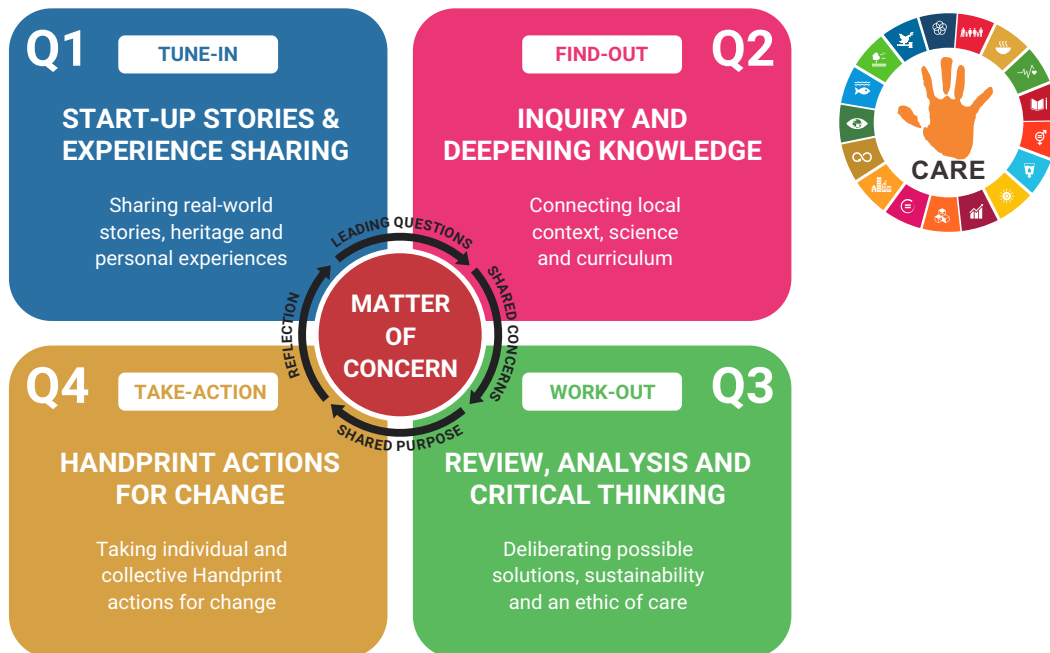 Q1
TUNE-IN
START-UP STORIES &
EXPERIENCE SHARING
Sharing real-world
stories, heritage and
personal experiences
Q2
FIND-OUT
INQUIRY AND
DEEPENING KNOWLEDGE
Connecting local
context, science
and curriculum
CARE
LEADING QUESTIONS
SHARED CONCERNS
SHARED PURPOSE
REFLECTION
MATTER
OF
CONCERN
Q4
TAKE-ACTION
HANDPRINT ACTIONS
FOR CHANGE
Taking individual and
collective Handprint
actions for change
Q3
WORK-OUT
REVIEW, ANALYSIS AND
CRITICAL THINKING
Deliberating possible
solutions, sustainability
and an ethic of care